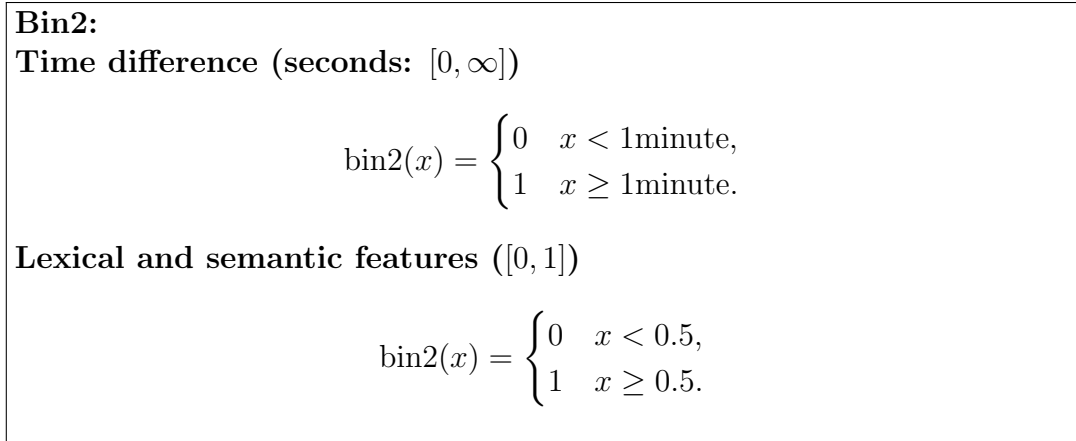 Bin2:
Time difference (seconds: [0, ∞])
bin2(x) = { 0 x < 1minute,
1 x ≥ 1minute.
Lexical and semantic features ([0, 1])
bin2(x) = { 0 x < 0.5,
1 x ≥ 0.5.